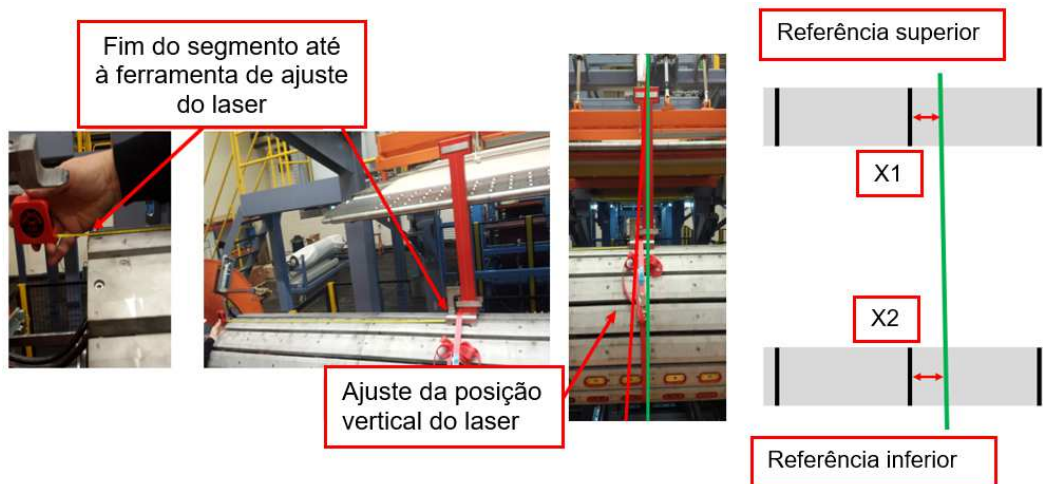 Fim do segmento até
à ferramenta de ajuste
do laser
Ajuste da posição
vertical do laser
Referência superior
X1
X2
Referência inferior